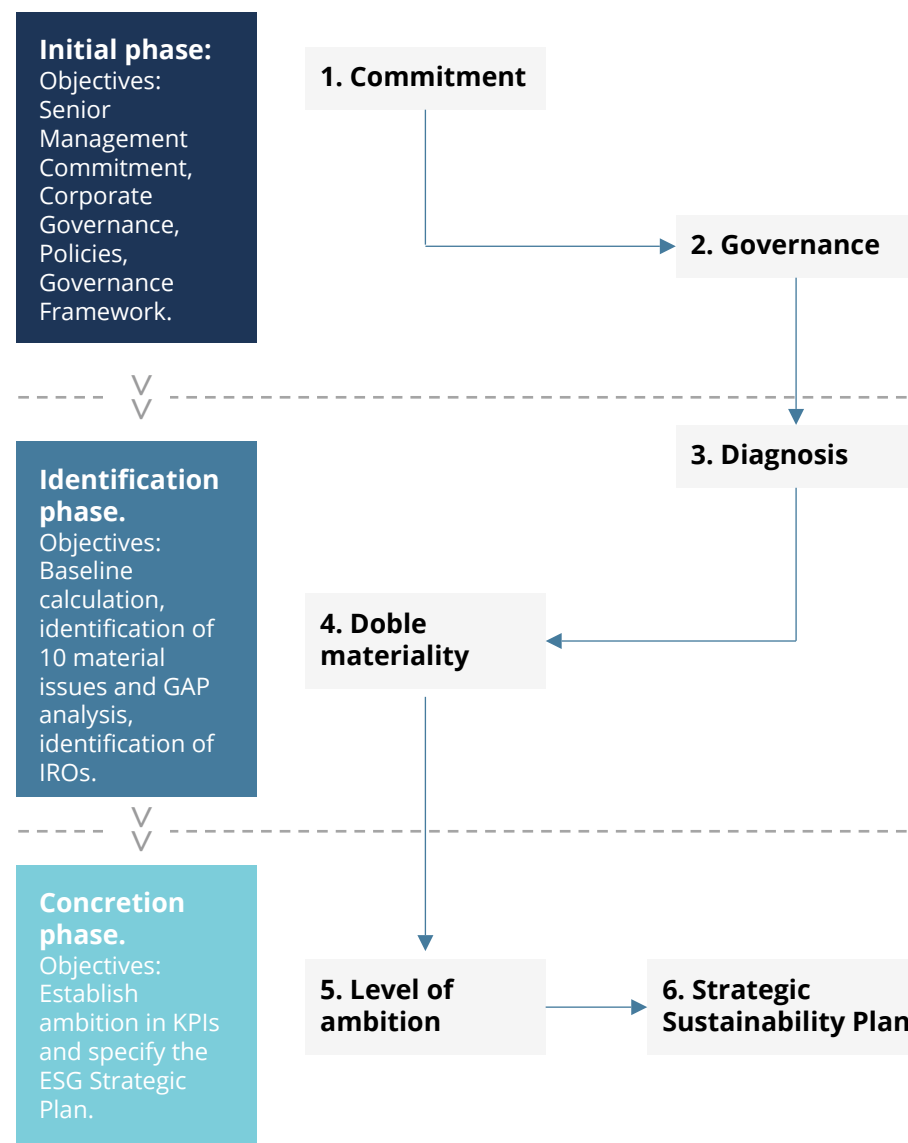 Initial phase:
Objectives:
Senior
Management
Commitment,
Corporate
Governance,
Policies,
Governance
Framework.
1. Commitment
2. Governance
Identification
phase.
Objectives:
Baseline
calculation,
identification of
10 material
issues and GAP
analysis,
identification of
IROs.
3. Diagnosis
4. Doble
materiality
Concretion
phase.
Objectives:
Establish
ambition in KPIs
and specify the
ESG Strategic
Plan.
5. Level of
ambition
6. Strategic
Sustainability Plan